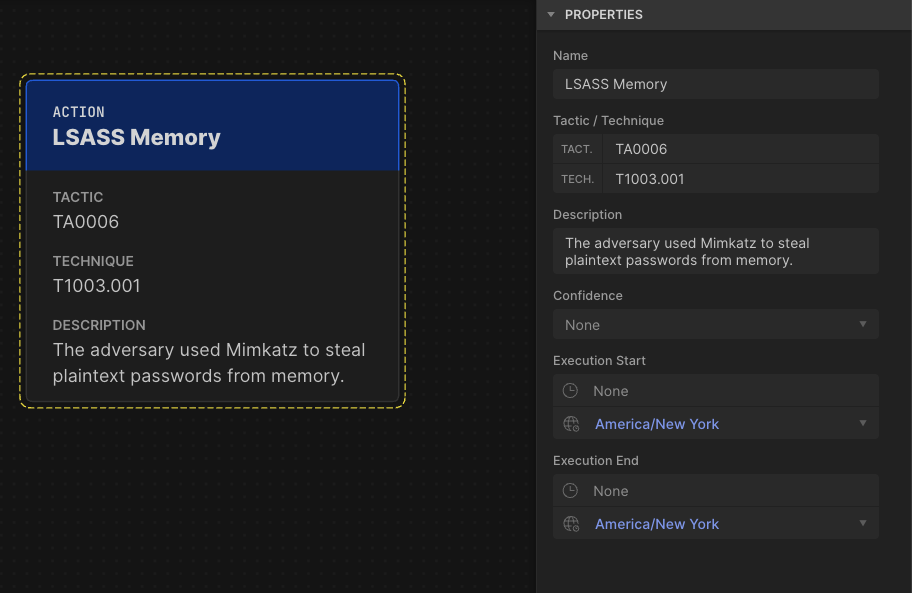 ACTION
LSASS Memory
TACTIC
TA0006
TECHNIQUE
T1003.001
DESCRIPTION
The adversary used Mimkatz to steal
plaintext passwords from memory.
PROPERTIES
Name
LSASS Memory
Tactic / Technique
TACT. TA0006
TECH. T1003.001
Description
The adversary used Mimkatz to steal
plaintext passwords from memory.
Confidence
None
Execution Start
None
America/New York
Execution End
None
America/New York